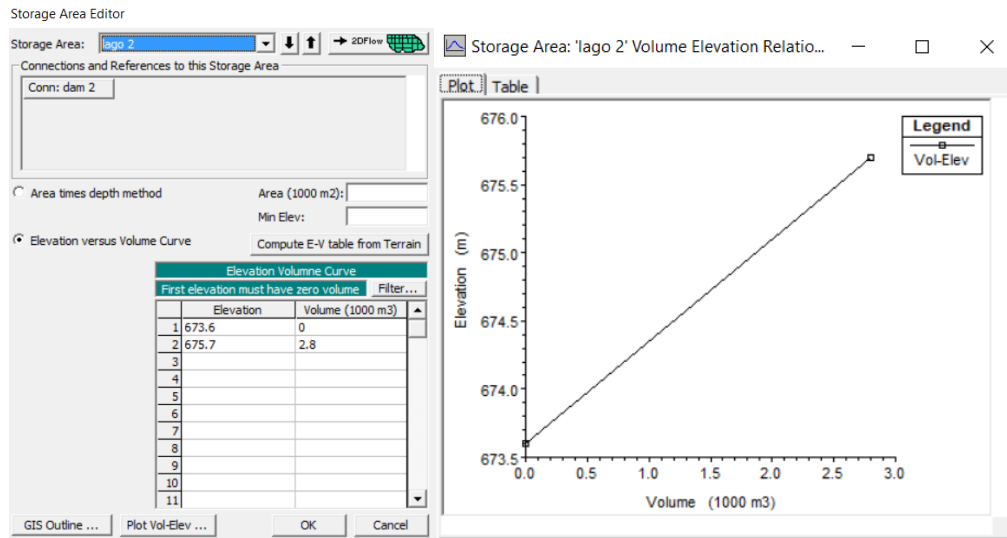 Storage Area Editor
Storage Area: lago 2 → 2DFlow
Connections and References to this Storage Area
Conn: dam 2
Area times depth method Area (1000 m2):
Min Elev:
Elevation versus Volume Curve Compute E-V table from Terrain
Elevation Volumne Curve
First elevation must have zero volume Filter...
Elevation Volume (1000 m3)
1 673.6 0
2 675.7 2.8
3
4
5
6
7
8
9
10
11
GIS Outline ... Plot Vol-Elev ... OK Cancel
Storage Area: 'lago 2' Volume Elevation Relatio...
Plot Table
Legend
Vol-Elev
Elevation (m)
676.0
675.5
675.0
674.5
674.0
673.5
0.0 0.5 1.0 1.5 2.0 2.5 3.0
Volume (1000 m3)